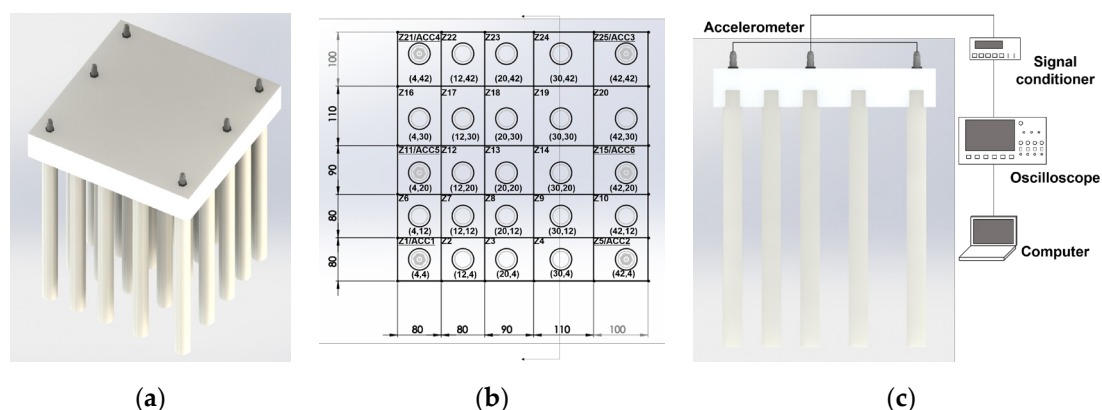 Z21/ACC4 Z22 Z23 Z24 Z25/ACC3
(4,42) (12,42) (20,42) (30,42) (42,42)
100
Z16 Z17 Z18 Z19 Z20
(4,30) (12,30) (20,30) (30,30) (42,30)
110
Z11/ACC5 Z12 Z13 Z14 Z15/ACC6
(4,20) (12,20) (20,20) (30,20) (42,20)
90
Z6 Z7 Z8 Z9 Z10
(4,12) (12,12) (20,12) (30,12) (42,12)
80
Z1/ACC1 Z2 Z3 Z4 Z5/ACC2
(4,4) (12,4) (20,4) (30,4) (42,4)
80
80 80 90 110 100
Accelerometer
Signal
conditioner
Oscilloscope
Computer
(a) (b) (c)